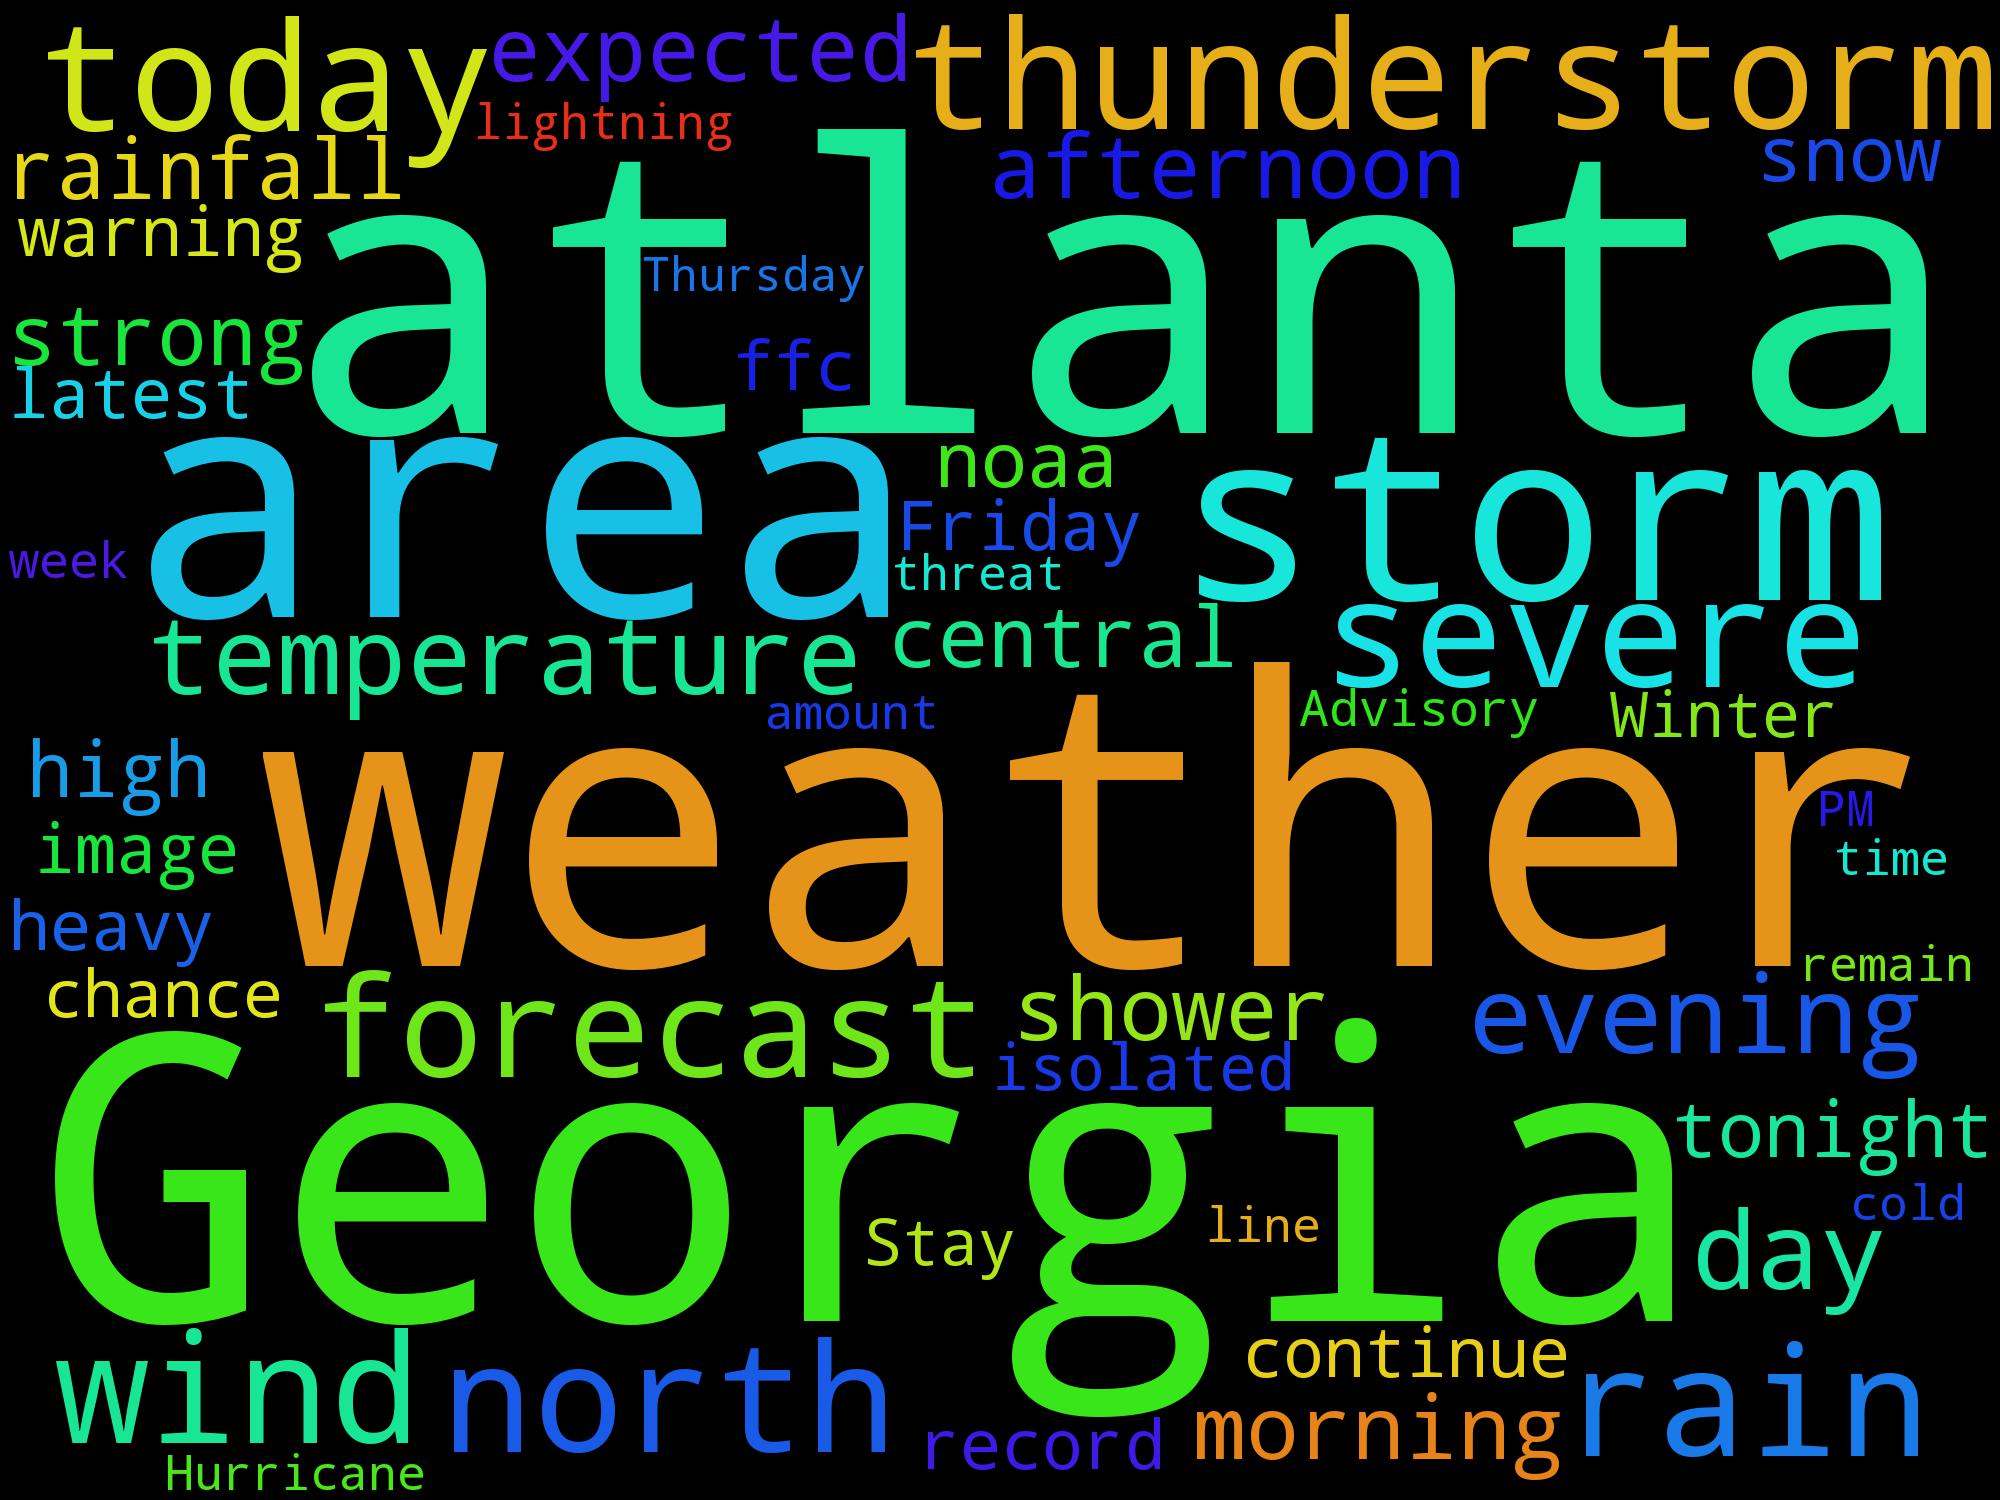 today expected thunderstorm
lightning
rainfall afternoon snow
warning
atlanta
Thursday
strong
ffc
latest
area noaa storm
Friday
week threat
temperature central severe
amount Advisory Winter
high
weather
PM
image time
heavy
remain
chance forecast shower evening
isolated
Georgia tonight
cold
Stay line day
wind north continue rain
record morning
Hurricane